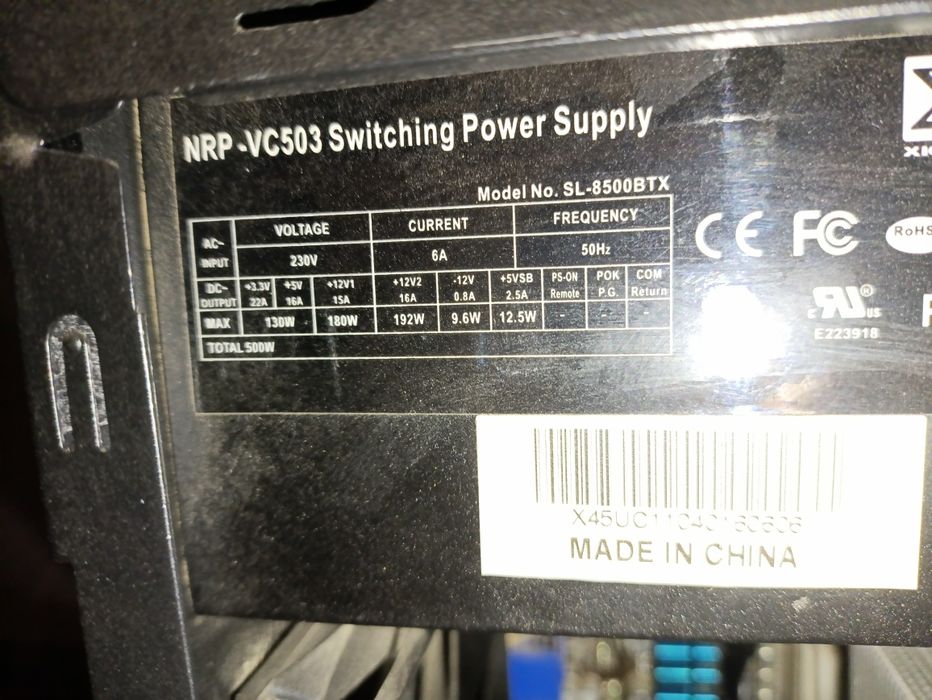 NRP-VC503 Switching Power Supply
Model No. SL-8500BTX
AC~ INPUT VOLTAGE CURRENT FREQUENCY
230V 6A 50Hz
DC⎓ OUTPUT +3.3V +5V +12V1 +12V2 -12V +5VSB PS-ON POK COM
22A 16A 15A 16A 0.8A 2.5A Remote P.G. Return
MAX 130W 180W 192W 9.6W 12.5W - - -
TOTAL 500W
CE FC RoHS
c RU ® US
E223918
MADE IN CHINA